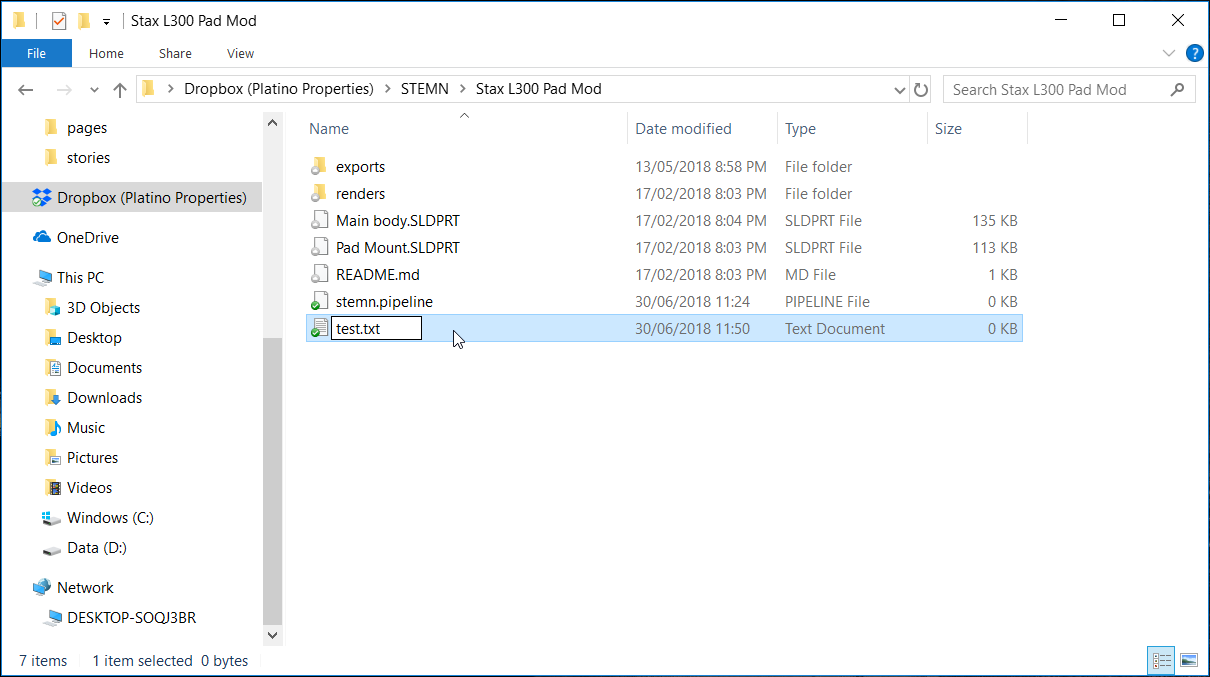 Stax L300 Pad Mod
File Home Share View
Dropbox (Platino Properties) STEMN Stax L300 Pad Mod Search Stax L300 Pad Mod
pages
stories
Dropbox (Platino Properties)
OneDrive
This PC
3D Objects
Desktop
Documents
Downloads
Music
Pictures
Videos
Windows (C:)
Data (D:)
Network
DESKTOP-SOQJ3BR
Name Date modified Type Size
exports 13/05/2018 8:58 PM File folder
renders 17/02/2018 8:03 PM File folder
Main body.SLDPRT 17/02/2018 8:04 PM SLDPRT File 135 KB
Pad Mount.SLDPRT 17/02/2018 8:03 PM SLDPRT File 113 KB
README.md 17/02/2018 8:03 PM MD File 1 KB
stemn.pipeline 30/06/2018 11:24 PIPELINE File 0 KB
test.txt 30/06/2018 11:50 Text Document 0 KB
7 items 1 item selected 0 bytes